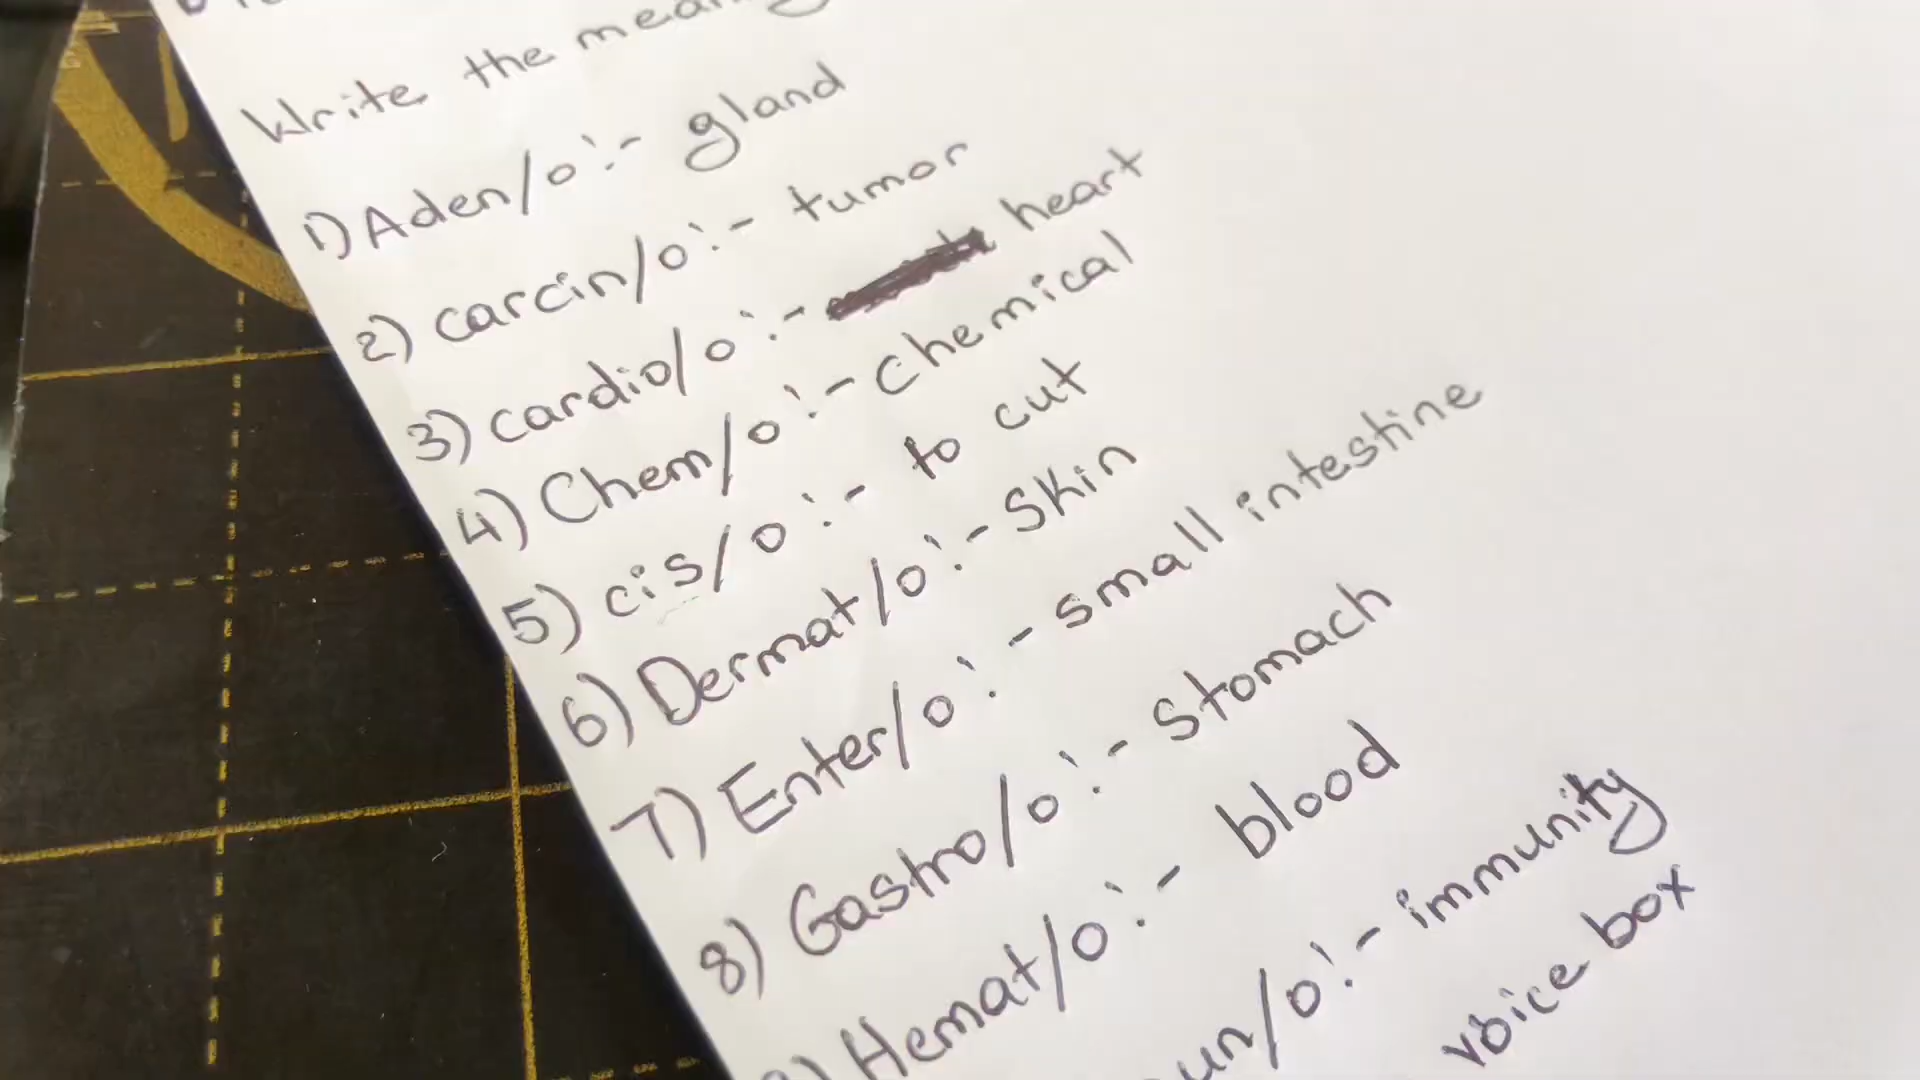 Write the
1) Aden/o:- gland
2) carcin/o:- tumor
3) cardio/o:- heart
4) Chem/o:- chemical
5) cis/o:- to cut
6) Dermat/o:- Skin
7) Enter/o:- small intestine
8) Gastro/o:- Stomach
Hemat/o:- blood
un/o:- immunity
voice box